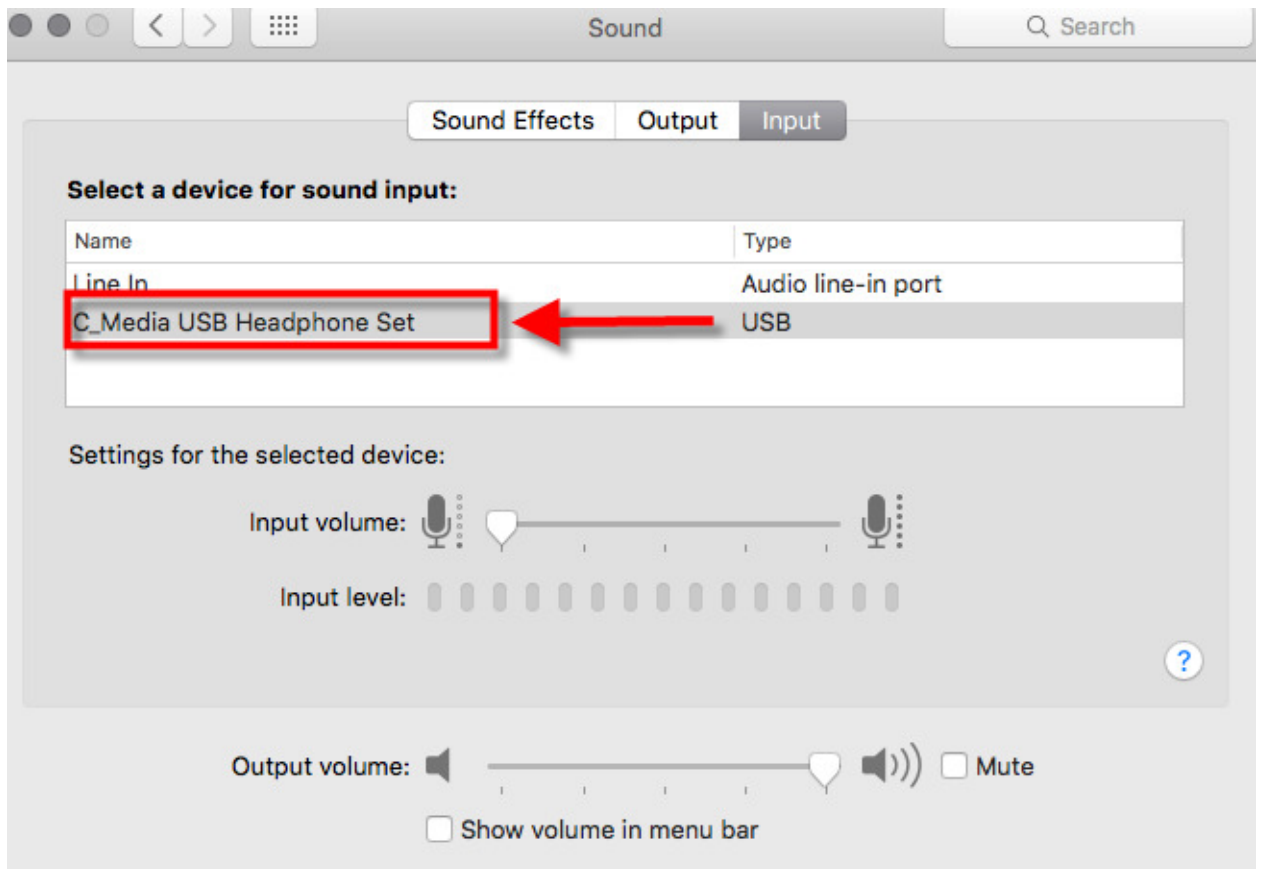 Sound
Search
Sound Effects Output Input
Select a device for sound input:
Name Type
Line In Audio line-in port
C_Media USB Headphone Set USB
Settings for the selected device:
Input volume:
Input level:
?
Output volume: Mute
Show volume in menu bar